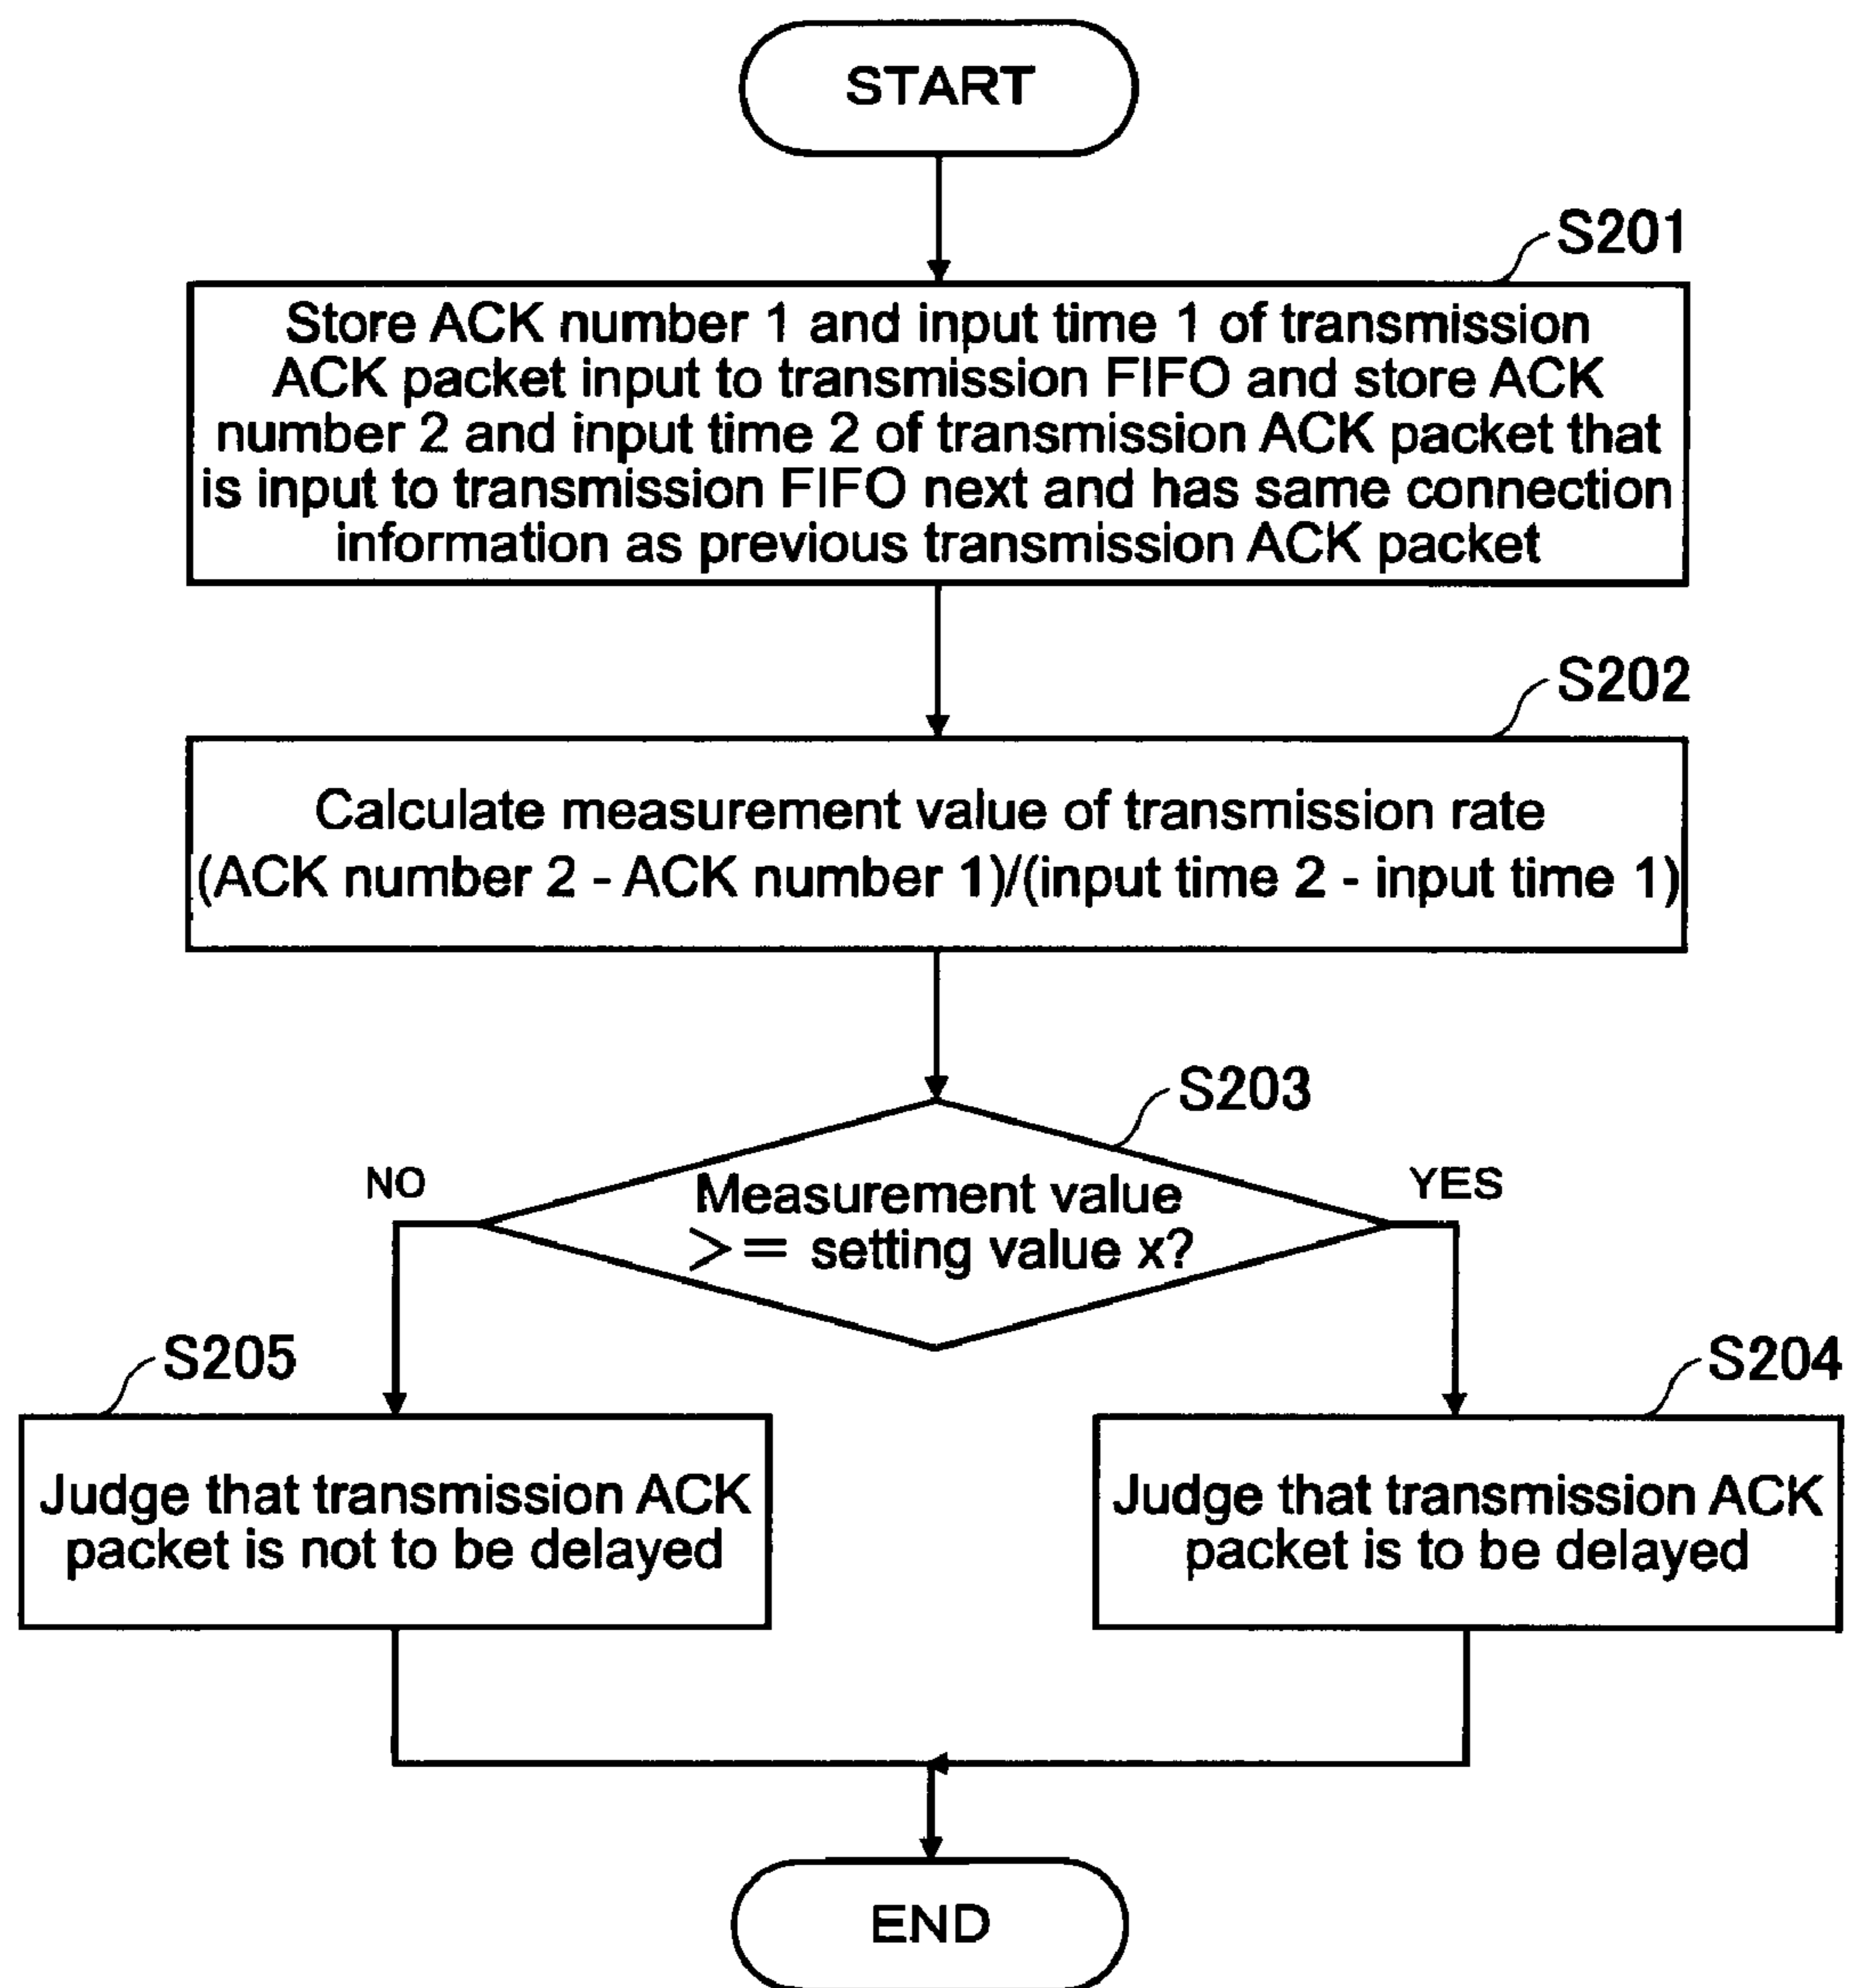 START
S201
Store ACK number 1 and input time 1 of transmission
ACK packet input to transmission FIFO and store ACK
number 2 and input time 2 of transmission ACK packet that
is input to transmission FIFO next and has same connection
information as previous transmission ACK packet
S202
Calculate measurement value of transmission rate
(ACK number 2 - ACK number 1)/(input time 2 - input time 1)
S203
NO
Measurement value
>= setting value x?
YES
S205
Judge that transmission ACK
packet is not to be delayed
S204
Judge that transmission ACK
packet is to be delayed
END